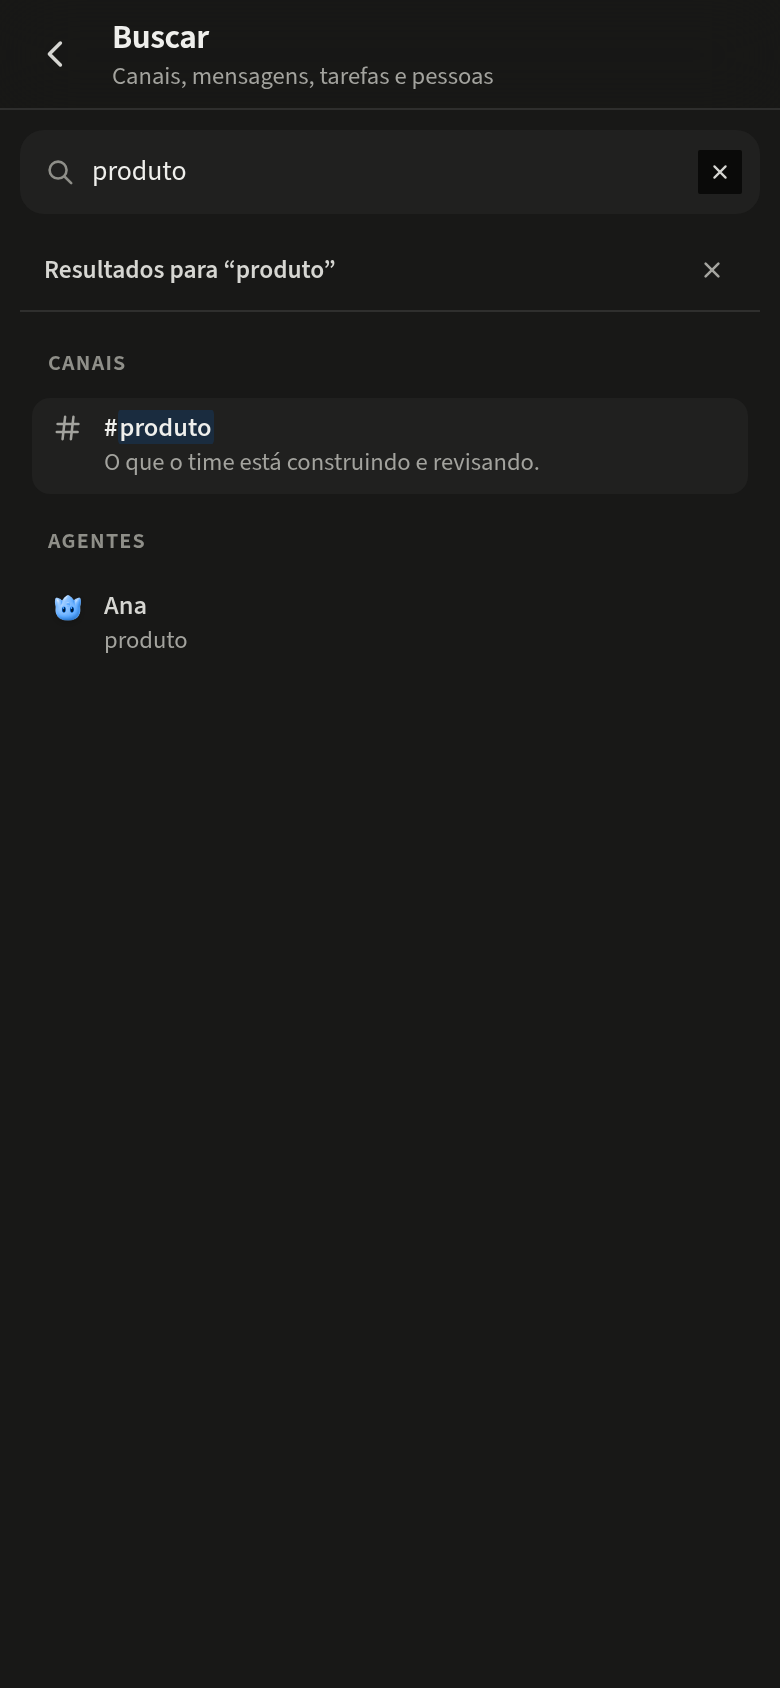 Buscar
Canais, mensagens, tarefas e pessoas
produto
Resultados para “produto”
CANAIS
#produto
O que o time está construindo e revisando.
AGENTES
Ana
produto